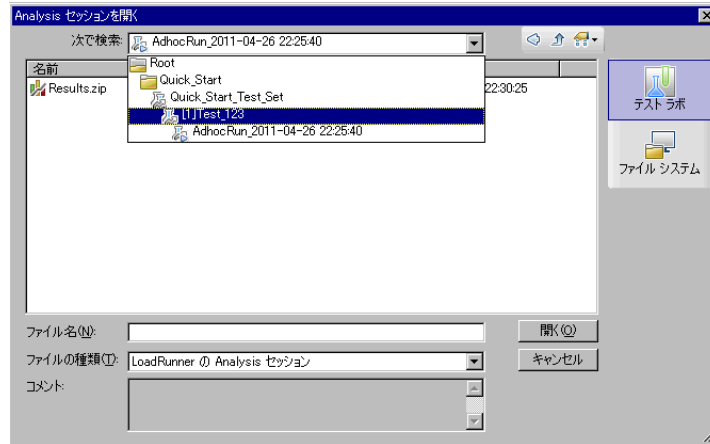 Analysis セッションを開く
次で検索: AdhocRun_2011-04-26 22:25:40
名前
Root
Quick_Start
Results.zip
22:30:25
Quick_Start_Test_Set
[1]Test_123
AdhocRun_2011-04-26 22:25:40
テスト ラボ
ファイル システム
ファイル名(N):
開く(O)
ファイルの種類(T): LoadRunner の Analysis セッション
キャンセル
コメント: